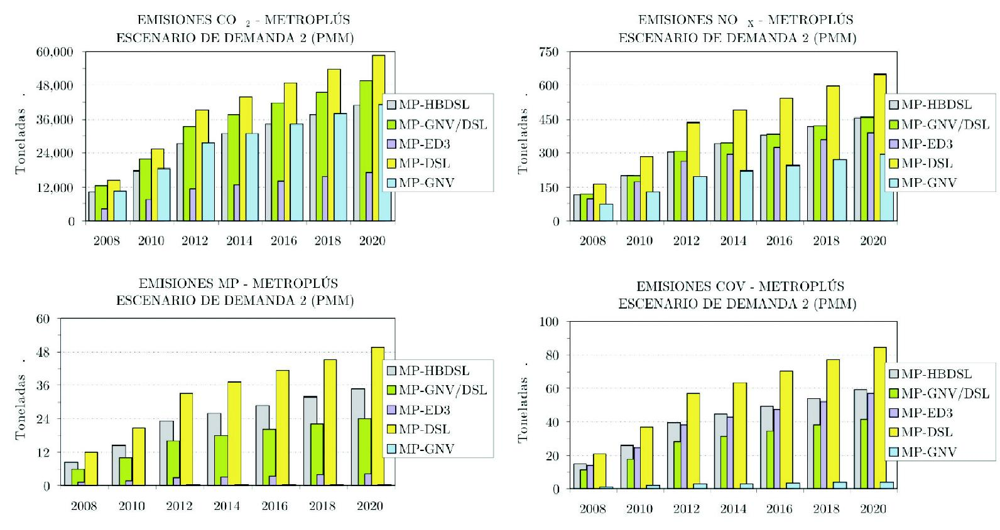 EMISIONES CO 2 - METROPLÚS
ESCENARIO DE DEMANDA 2 (PMM)
60,000
48,000
36,000
24,000
12,000
0
Toneladas .
2008 2010 2012 2014 2016 2018 2020
MP-HBDSL
MP-GNV/DSL
MP-ED3
MP-DSL
MP-GNV
EMISIONES NO X - METROPLÚS
ESCENARIO DE DEMANDA 2 (PMM)
750
600
450
300
150
0
Toneladas .
2008 2010 2012 2014 2016 2018 2020
MP-HBDSL
MP-GNV/DSL
MP-ED3
MP-DSL
MP-GNV
EMISIONES MP - METROPLÚS
ESCENARIO DE DEMANDA 2 (PMM)
60
48
36
24
12
0
Toneladas .
2008 2010 2012 2014 2016 2018 2020
MP-HBDSL
MP-GNV/DSL
MP-ED3
MP-DSL
MP-GNV
EMISIONES COV - METROPLÚS
ESCENARIO DE DEMANDA 2 (PMM)
100
80
60
40
20
0
Toneladas .
2008 2010 2012 2014 2016 2018 2020
MP-HBDSL
MP-GNV/DSL
MP-ED3
MP-DSL
MP-GNV